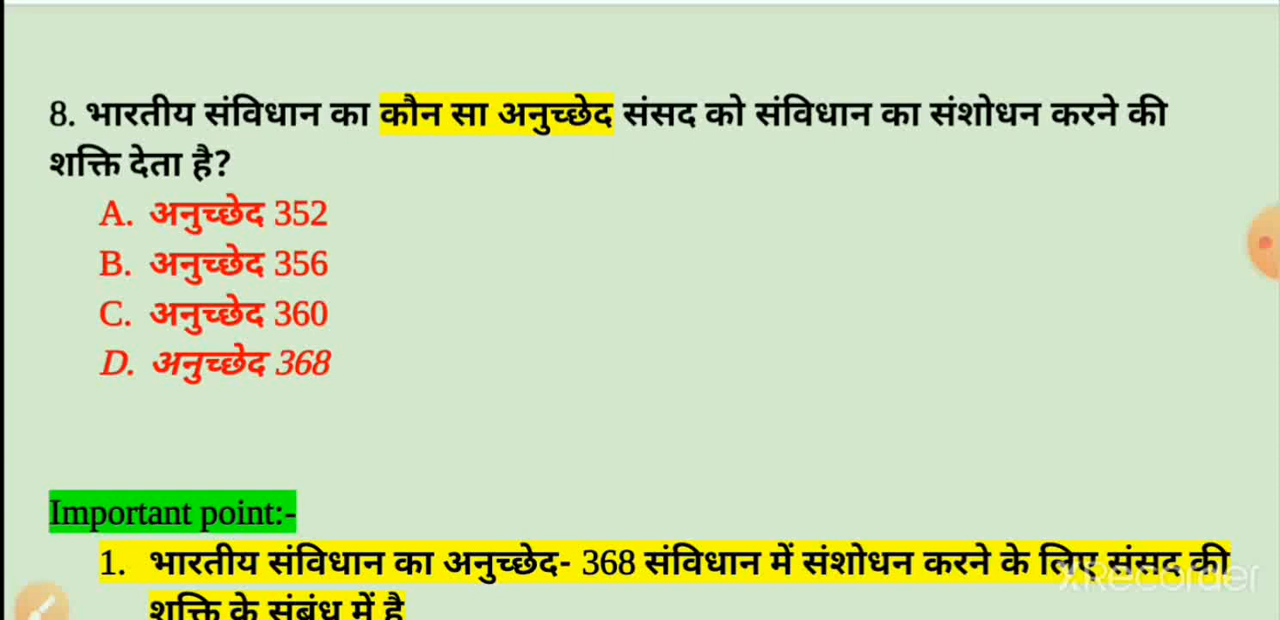 8. भारतीय संविधान का कौन सा अनुच्छेद संसद को संविधान का संशोधन करने की
शक्ति देता है?
A. अनुच्छेद 352
B. अनुच्छेद 356
C. अनुच्छेद 360
D. अनुच्छेद 368
Important point:-
1. भारतीय संविधान का अनुच्छेद- 368 संविधान में संशोधन करने के लिए संसद की
XRecorder
शक्ति के संबंध में है